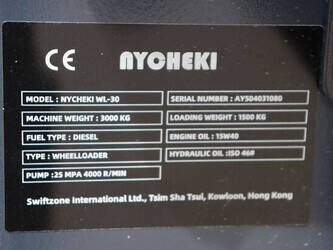 CE NYCHEKI
MODEL : NYCHEKI WL-30
SERIAL NUMBER : AY504031080
MACHINE WEIGHT : 3000 KG
LOADING WEIGHT : 1500 KG
FUEL TYPE : DIESEL
ENGINE OIL : 15W40
TYPE : WHEELLOADER
HYDRAULIC OIL :ISO 46#
PUMP :25 MPA 4000 R/MIN
Swiftzone International Ltd., Tsim Sha Tsui, Kowloon, Hong Kong